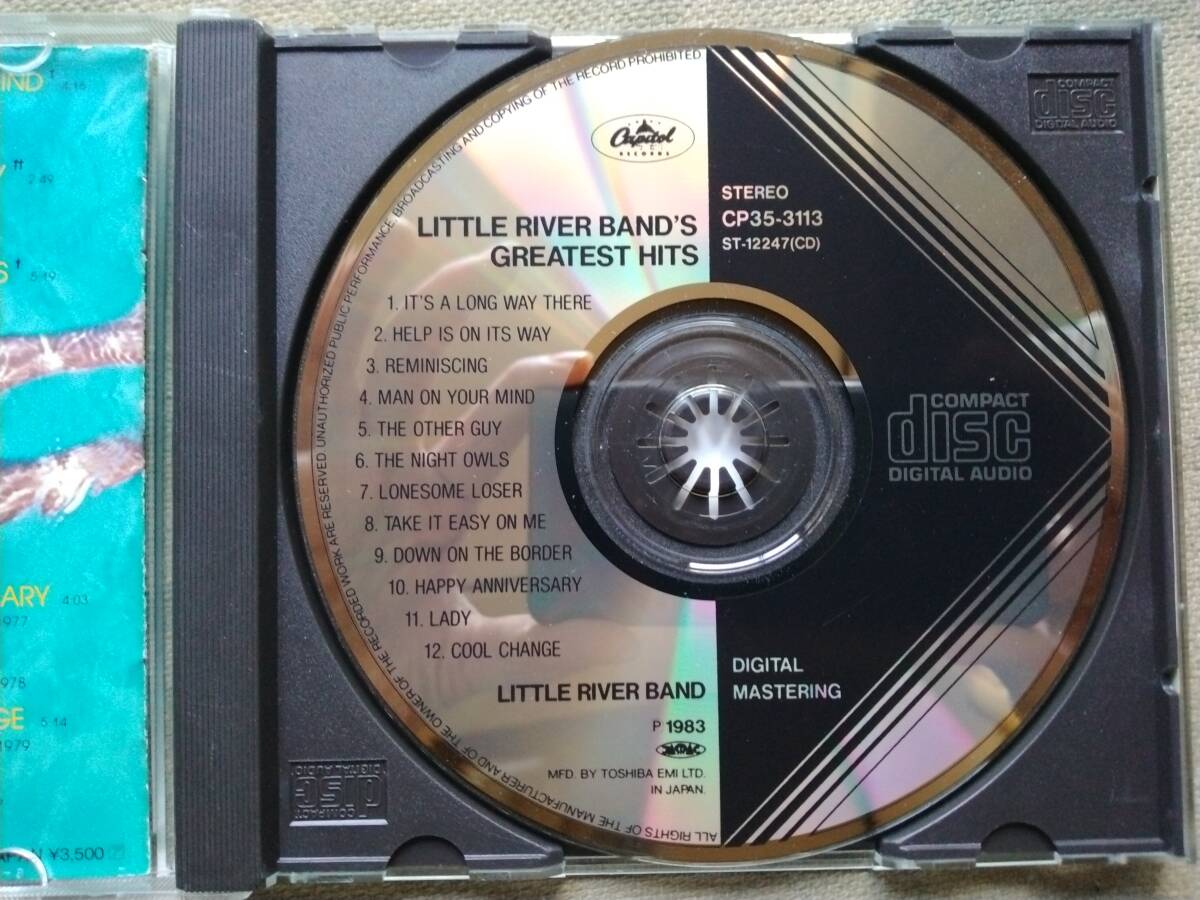 IND† 4:16
Y†† 2:49
S† 5:19
ARY 4:03
1977
1978
GE 5:14
1979
JAPAN ¥3,500
ALL RIGHTS OF THE MANUFACTURER AND OF THE OWNER OF THE RECORDED WORK ARE RESERVED. UNAUTHORIZED PUBLIC PERFORMANCE, BROADCASTING AND COPYING OF THE RECORD PROHIBITED
Capitol
RECORDS
LITTLE RIVER BAND'S
GREATEST HITS
1. IT'S A LONG WAY THERE
2. HELP IS ON ITS WAY
3. REMINISCING
4. MAN ON YOUR MIND
5. THE OTHER GUY
6. THE NIGHT OWLS
7. LONESOME LOSER
8. TAKE IT EASY ON ME
9. DOWN ON THE BORDER
10. HAPPY ANNIVERSARY
11. LADY
12. COOL CHANGE
LITTLE RIVER BAND
P 1983
MFD. BY TOSHIBA EMI LTD.
IN JAPAN.
STEREO
CP35-3113
ST-12247(CD)
COMPACT
disc
DIGITAL AUDIO
DIGITAL
MASTERING
COMPACT
disc
DIGITAL AUDIO
COMPACT
disc
DIGITAL AUDIO